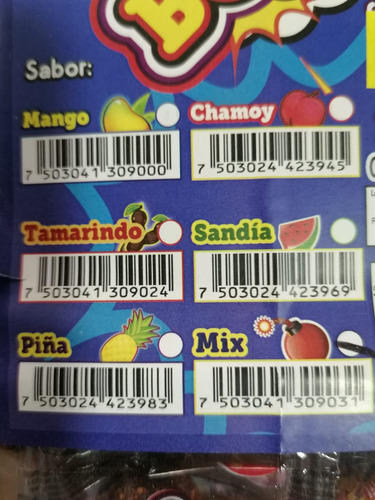 Sabor:
Mango
Chamoy
7 503041 309000
7 503024 423945
Tamarindo
Sandía
7 503041 309024
7 503024 423969
Piña
Mix
7 503024 423983
7 503041 309031